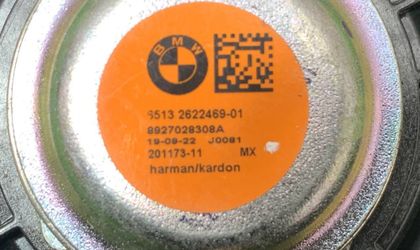 BMW
6513 2622469-01
8927028308A
19-09-22 J0081
201173-11 MX
harman/kardon